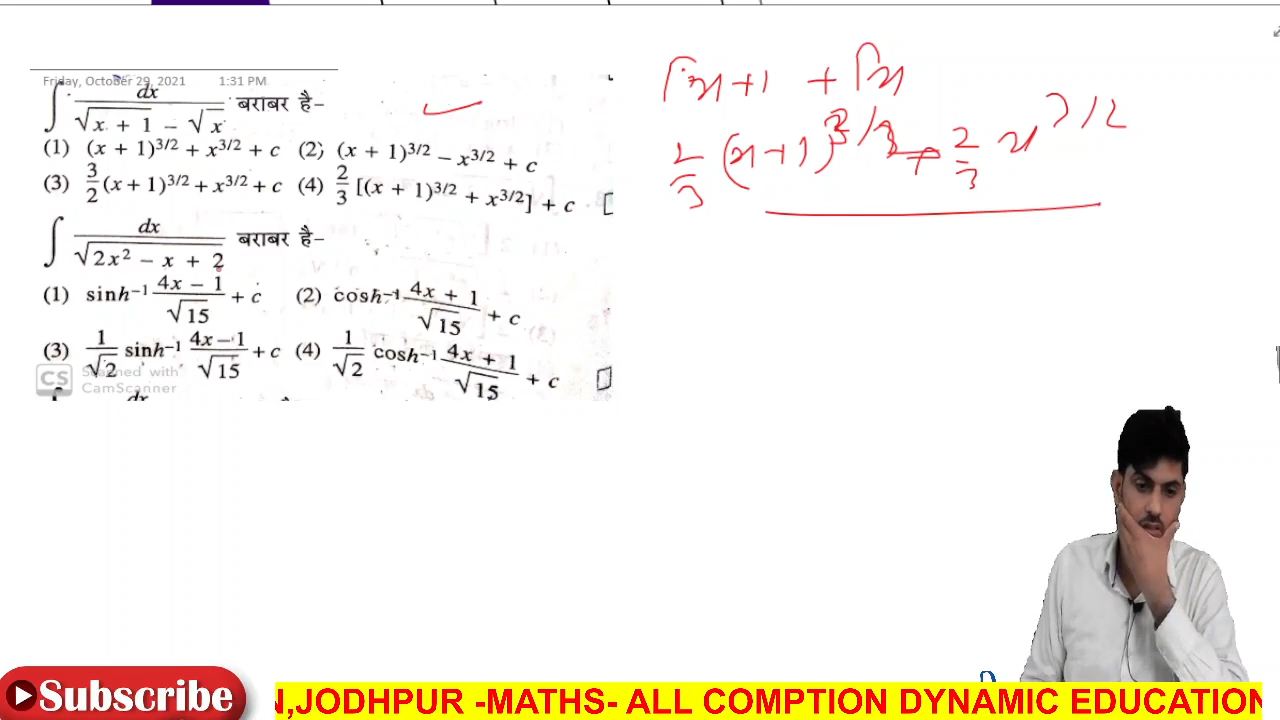 Friday, October 29, 2021 1:31 PM
∫ dx / (√(x + 1) − √x) बराबर है–
(1) (x + 1)^{3/2} + x^{3/2} + c (2) (x + 1)^{3/2} − x^{3/2} + c
(3) 3/2 (x + 1)^{3/2} + x^{3/2} + c (4) 2/3 [(x + 1)^{3/2} + x^{3/2}] + c
∫ dx / √(2x² − x + 2) बराबर है–
(1) sinh⁻¹ (4x − 1)/√15 + c (2) cosh⁻¹ (4x + 1)/√15 + c
(3) 1/√2 sinh⁻¹ (4x − 1)/√15 + c (4) 1/√2 cosh⁻¹ (4x + 1)/√15 + c
CS Scanned with
CamScanner
dx
√x+1 + √x
2/3 (x+1)^{3/2} + 2/3 x^{3/2}
Subscribe
N,JODHPUR -MATHS- ALL COMPTION DYNAMIC EDUCATION